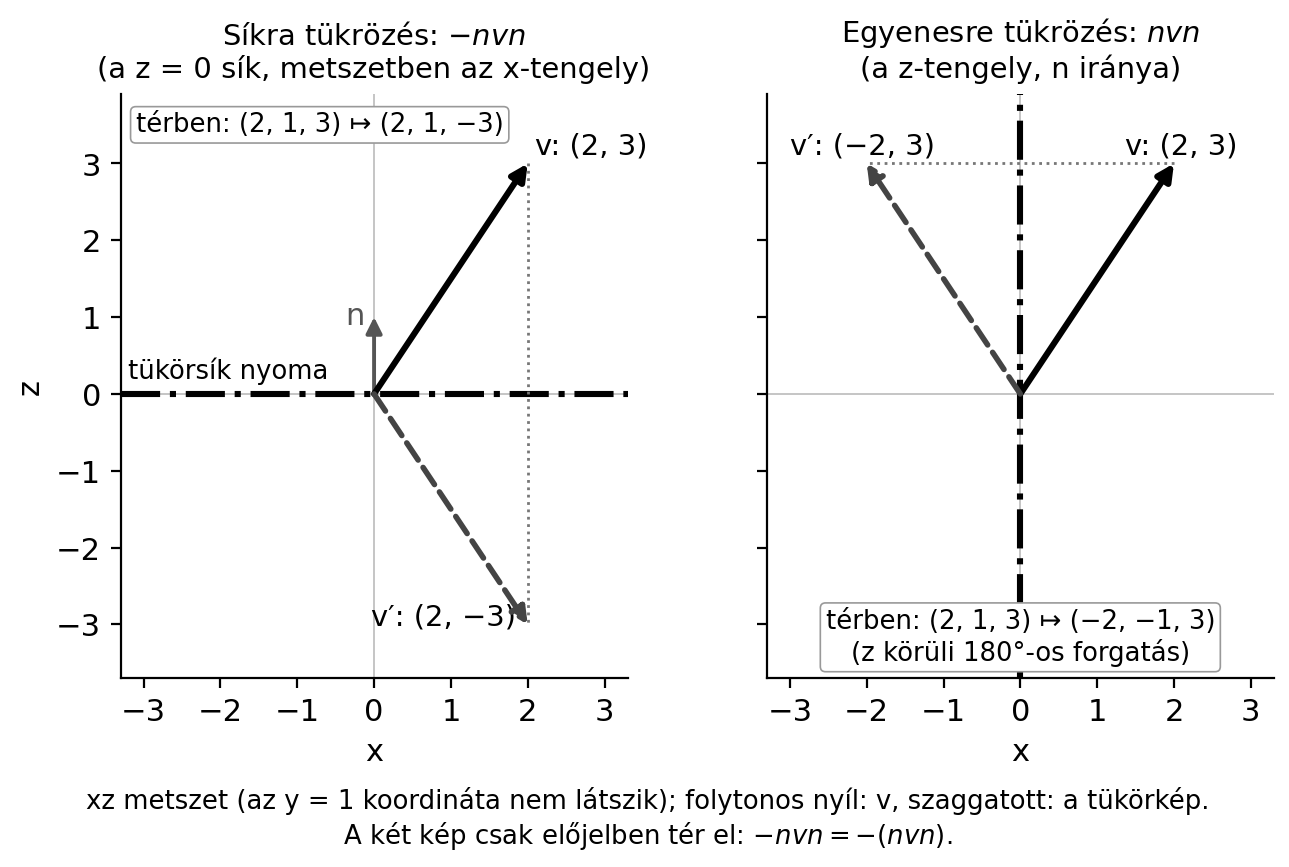 Síkra tükrözés: −nvn
(a z = 0 sík, metszetben az x-tengely)
térben: (2, 1, 3) ↦ (2, 1, −3)
v: (2, 3)
n
tükörsík nyoma
v′: (2, −3)
3
2
1
0
−1
−2
−3
z
−3
−2
−1
0
1
2
3
x
Egyenesre tükrözés: nvn
(a z-tengely, n iránya)
v′: (−2, 3)
v: (2, 3)
térben: (2, 1, 3) ↦ (−2, −1, 3)
(z körüli 180°-os forgatás)
−3
−2
−1
0
1
2
3
x
xz metszet (az y = 1 koordináta nem látszik); folytonos nyíl: v, szaggatott: a tükörkép.
A két kép csak előjelben tér el: −nvn = −(nvn).